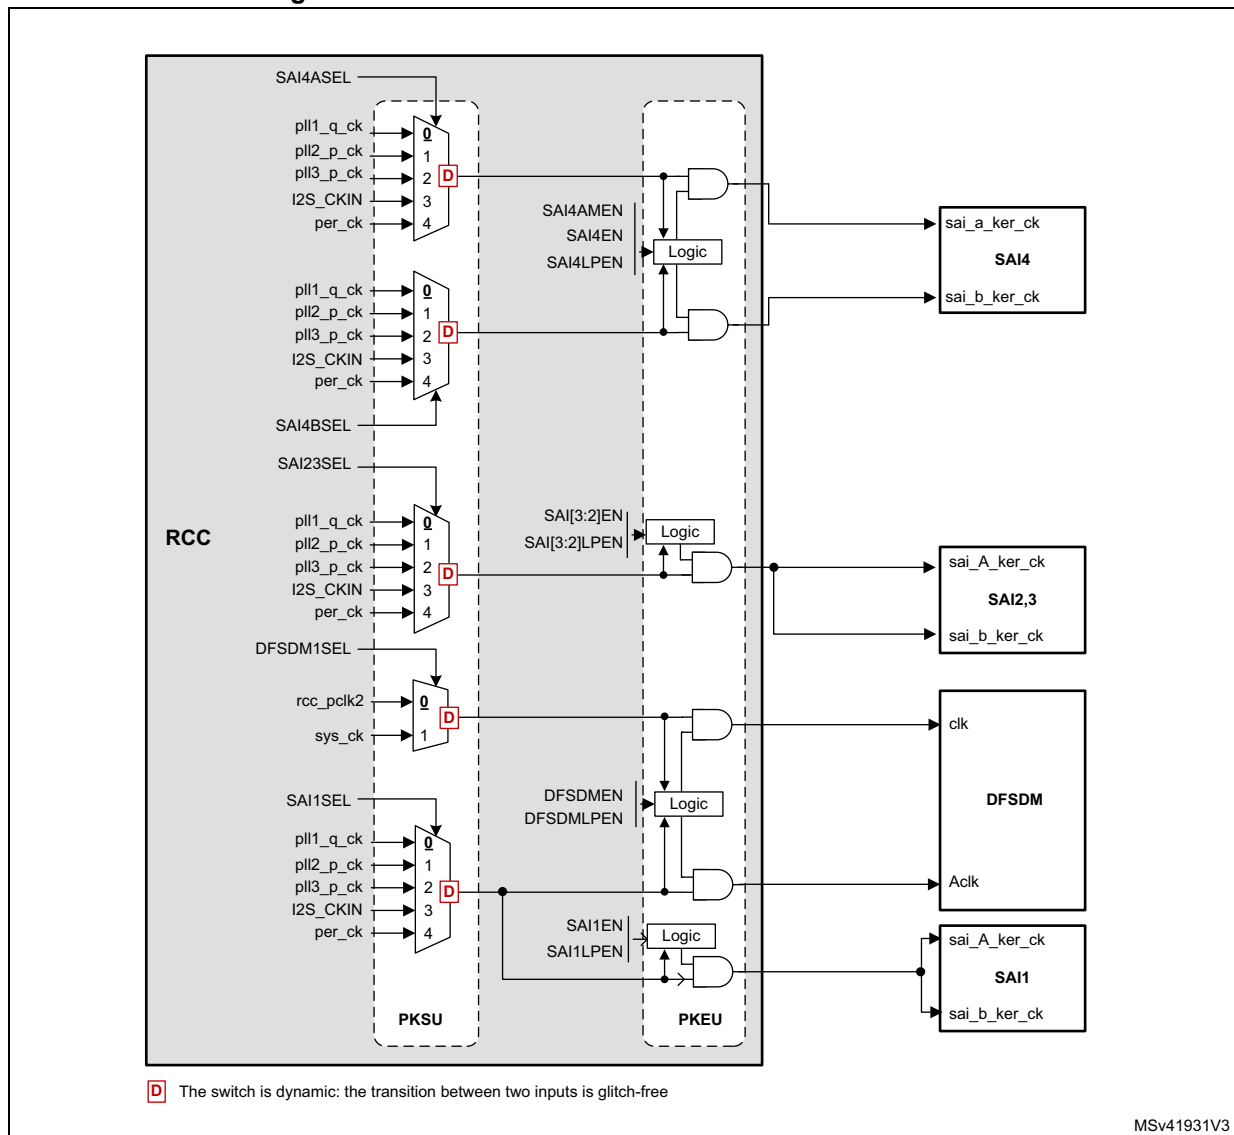 g
SAI4ASEL
pll1_q_ck
0
pll2_p_ck
1
pll3_p_ck
2
D
I2S_CKIN
3
per_ck
4
SAI4AMEN
SAI4EN
SAI4LPEN
Logic
sai_a_ker_ck
SAI4
sai_b_ker_ck
pll1_q_ck
0
pll2_p_ck
1
pll3_p_ck
2
D
I2S_CKIN
3
per_ck
4
SAI4BSEL
SAI23SEL
RCC
pll1_q_ck
0
pll2_p_ck
1
pll3_p_ck
2
D
I2S_CKIN
3
per_ck
4
SAI[3:2]EN
SAI[3:2]LPEN
Logic
sai_A_ker_ck
SAI2,3
sai_b_ker_ck
DFSDM1SEL
rcc_pclk2
0
D
sys_ck
1
clk
DFSDM
Aclk
DFSDMEN
DFSDMLPEN
Logic
SAI1SEL
pll1_q_ck
0
pll2_p_ck
1
pll3_p_ck
2
D
I2S_CKIN
3
per_ck
4
SAI1EN
SAI1LPEN
Logic
sai_A_ker_ck
SAI1
sai_b_ker_ck
PKSU
PKEU
D The switch is dynamic: the transition between two inputs is glitch-free
MSv41931V3